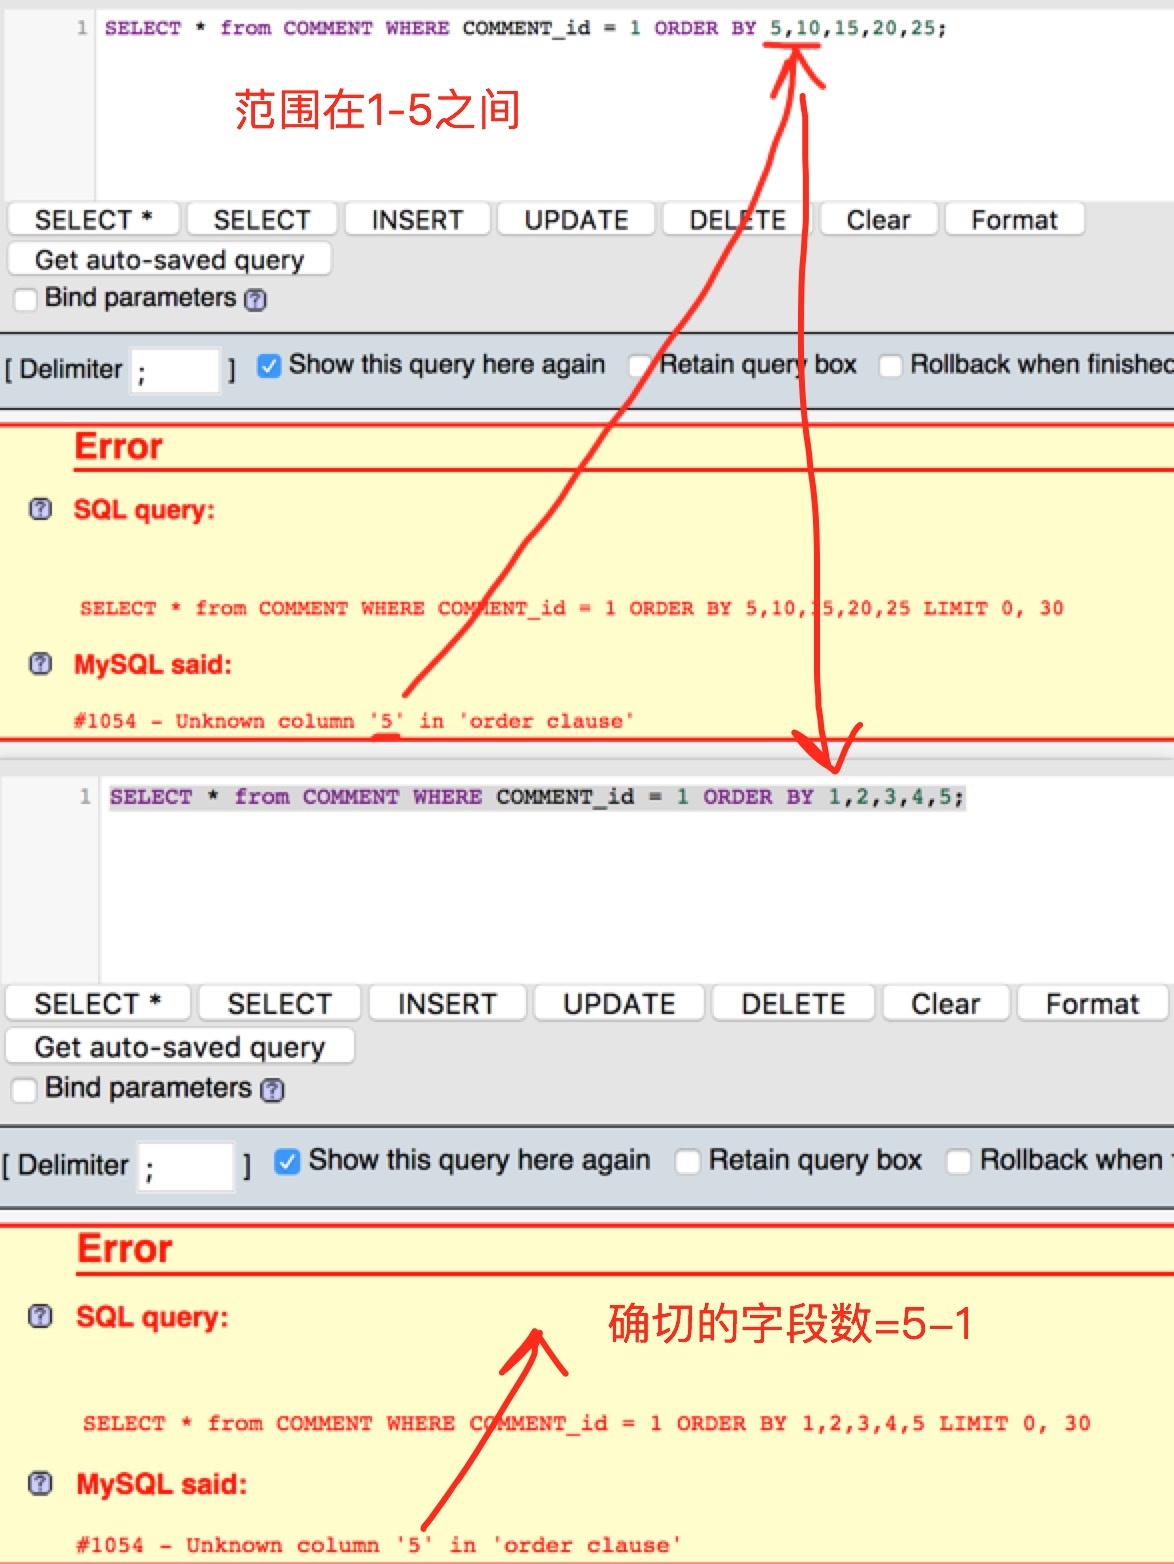 1 SELECT * from COMMENT WHERE COMMENT_id = 1 ORDER BY 5,10,15,20,25;
范围在1-5之间
SELECT * SELECT INSERT UPDATE DELETE Clear Format
Get auto-saved query
Bind parameters ?
[ Delimiter ; ] Show this query here again Retain query box Rollback when finished
Error
? SQL query:
SELECT * from COMMENT WHERE COMMENT_id = 1 ORDER BY 5,10,15,20,25 LIMIT 0, 30
? MySQL said:
#1054 - Unknown column '5' in 'order clause'
1 SELECT * from COMMENT WHERE COMMENT_id = 1 ORDER BY 1,2,3,4,5;
SELECT * SELECT INSERT UPDATE DELETE Clear Format
Get auto-saved query
Bind parameters ?
[ Delimiter ; ] Show this query here again Retain query box Rollback when
Error
? SQL query:
确切的字段数=5-1
SELECT * from COMMENT WHERE COMMENT_id = 1 ORDER BY 1,2,3,4,5 LIMIT 0, 30
? MySQL said:
#1054 - Unknown column '5' in 'order clause'